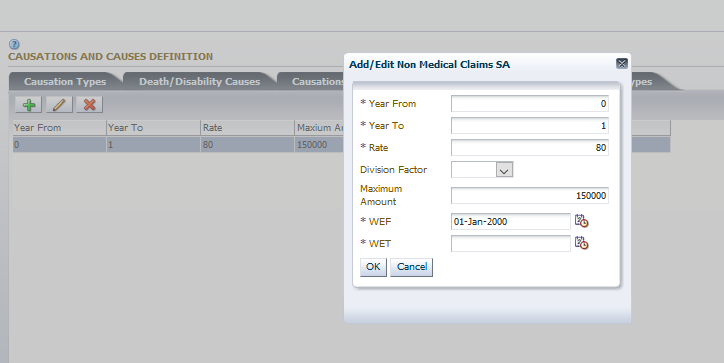 CAUSATIONS AND CAUSES DEFINITION
Causation Types Death/Disability Causes Causations ypes
Year From Year To Rate Maxium Am
0 1 80 150000
Add/Edit Non Medical Claims SA
* Year From 0
* Year To 1
* Rate 80
Division Factor
Maximum
Amount 150000
* WEF 01-Jan-2000
* WET
OK Cancel